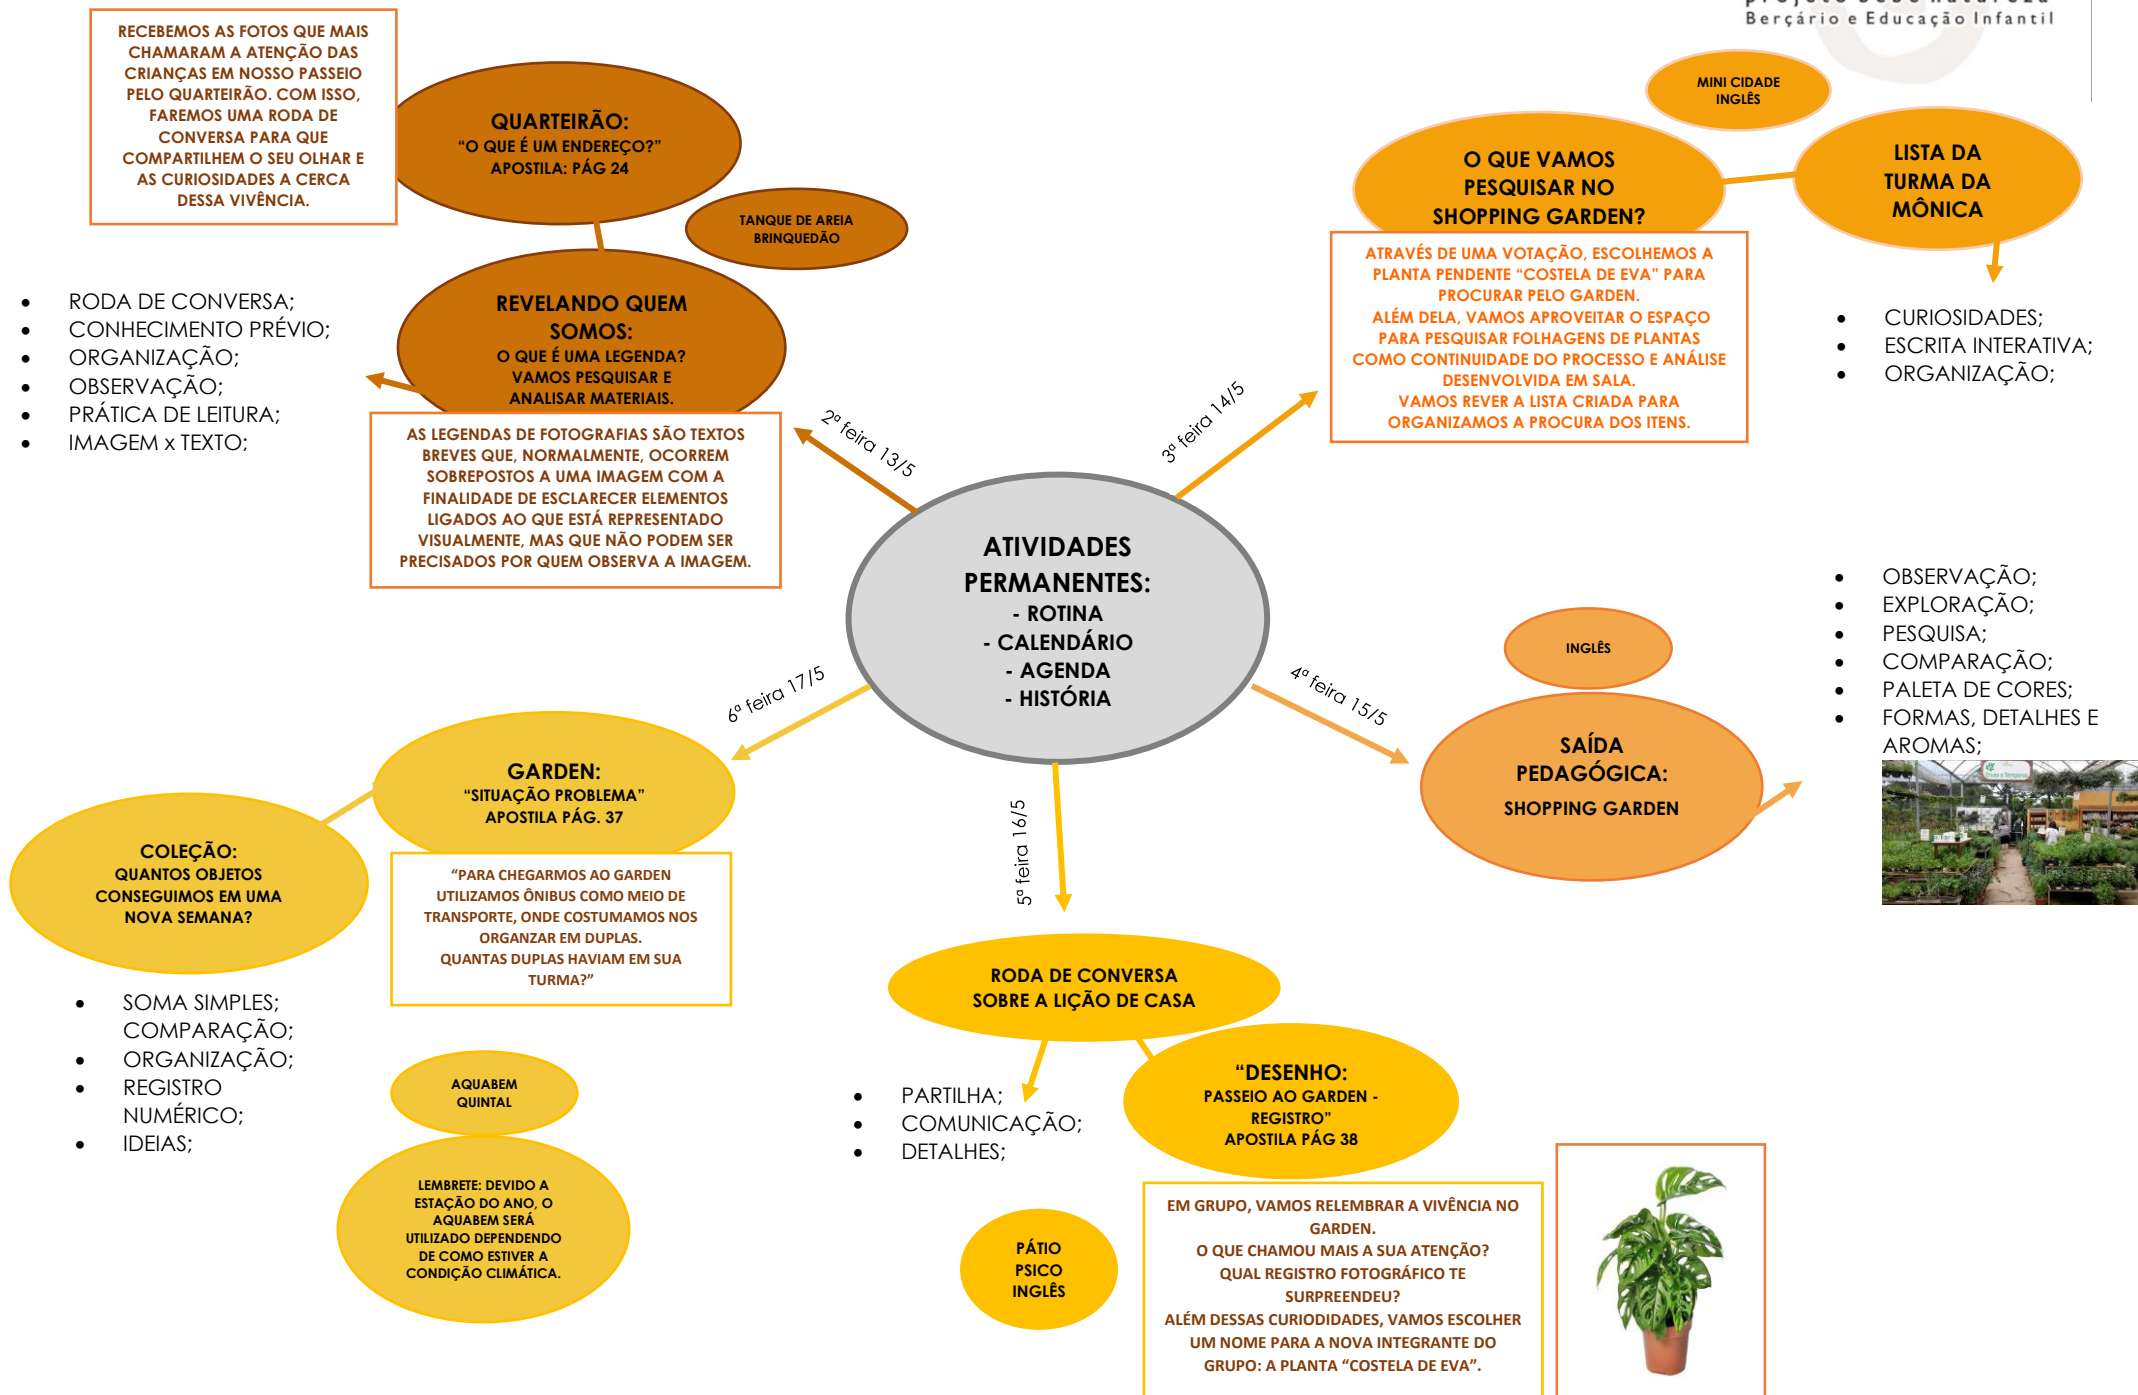 projeto bebê natureza
Berçário e Educação Infantil
RECEBEMOS AS FOTOS QUE MAIS
CHAMARAM A ATENÇÃO DAS
CRIANÇAS EM NOSSO PASSEIO
PELO QUARTEIRÃO. COM ISSO,
FAREMOS UMA RODA DE
CONVERSA PARA QUE
COMPARTILHEM O SEU OLHAR E
AS CURIOSIDADES A CERCA
DESSA VIVÊNCIA.
QUARTEIRÃO:
“O QUE É UM ENDEREÇO?”
APOSTILA: PÁG 24
TANQUE DE AREIA
BRINQUEDÃO
REVELANDO QUEM
SOMOS:
O QUE É UMA LEGENDA?
VAMOS PESQUISAR E
ANALISAR MATERIAIS.
• RODA DE CONVERSA;
• CONHECIMENTO PRÉVIO;
• ORGANIZAÇÃO;
• OBSERVAÇÃO;
• PRÁTICA DE LEITURA;
• IMAGEM x TEXTO;
AS LEGENDAS DE FOTOGRAFIAS SÃO TEXTOS
BREVES QUE, NORMALMENTE, OCORREM
SOBREPOSTOS A UMA IMAGEM COM A
FINALIDADE DE ESCLARECER ELEMENTOS
LIGADOS AO QUE ESTÁ REPRESENTADO
VISUALMENTE, MAS QUE NÃO PODEM SER
PRECISADOS POR QUEM OBSERVA A IMAGEM.
2ª feira 13/5
MINI CIDADE
INGLÊS
O QUE VAMOS
PESQUISAR NO
SHOPPING GARDEN?
LISTA DA
TURMA DA
MÔNICA
ATRAVÉS DE UMA VOTAÇÃO, ESCOLHEMOS A
PLANTA PENDENTE “COSTELA DE EVA” PARA
PROCURAR PELO GARDEN.
ALÉM DELA, VAMOS APROVEITAR O ESPAÇO
PARA PESQUISAR FOLHAGENS DE PLANTAS
COMO CONTINUIDADE DO PROCESSO E ANÁLISE
DESENVOLVIDA EM SALA.
VAMOS REVER A LISTA CRIADA PARA
ORGANIZAMOS A PROCURA DOS ITENS.
• CURIOSIDADES;
• ESCRITA INTERATIVA;
• ORGANIZAÇÃO;
3ª feira 14/5
ATIVIDADES
PERMANENTES:
- ROTINA
- CALENDÁRIO
- AGENDA
- HISTÓRIA
4ª feira 15/5
INGLÊS
SAÍDA
PEDAGÓGICA:
SHOPPING GARDEN
• OBSERVAÇÃO;
• EXPLORAÇÃO;
• PESQUISA;
• COMPARAÇÃO;
• PALETA DE CORES;
• FORMAS, DETALHES E
AROMAS;
Ervas e Temperos
6ª feira 17/5
GARDEN:
“SITUAÇÃO PROBLEMA”
APOSTILA PÁG. 37
COLEÇÃO:
QUANTOS OBJETOS
CONSEGUIMOS EM UMA
NOVA SEMANA?
“PARA CHEGARMOS AO GARDEN
UTILIZAMOS ÔNIBUS COMO MEIO DE
TRANSPORTE, ONDE COSTUMAMOS NOS
ORGANZAR EM DUPLAS.
QUANTAS DUPLAS HAVIAM EM SUA
TURMA?”
• SOMA SIMPLES;
COMPARAÇÃO;
• ORGANIZAÇÃO;
• REGISTRO
NUMÉRICO;
• IDEIAS;
AQUABEM
QUINTAL
LEMBRETE: DEVIDO A
ESTAÇÃO DO ANO, O
AQUABEM SERÁ
UTILIZADO DEPENDENDO
DE COMO ESTIVER A
CONDIÇÃO CLIMÁTICA.
5ª feira 16/5
RODA DE CONVERSA
SOBRE A LIÇÃO DE CASA
• PARTILHA;
• COMUNICAÇÃO;
• DETALHES;
“DESENHO:
PASSEIO AO GARDEN -
REGISTRO”
APOSTILA PÁG 38
PÁTIO
PSICO
INGLÊS
EM GRUPO, VAMOS RELEMBRAR A VIVÊNCIA NO
GARDEN.
O QUE CHAMOU MAIS A SUA ATENÇÃO?
QUAL REGISTRO FOTOGRÁFICO TE
SURPREENDEU?
ALÉM DESSAS CURIODIDADES, VAMOS ESCOLHER
UM NOME PARA A NOVA INTEGRANTE DO
GRUPO: A PLANTA “COSTELA DE EVA”.